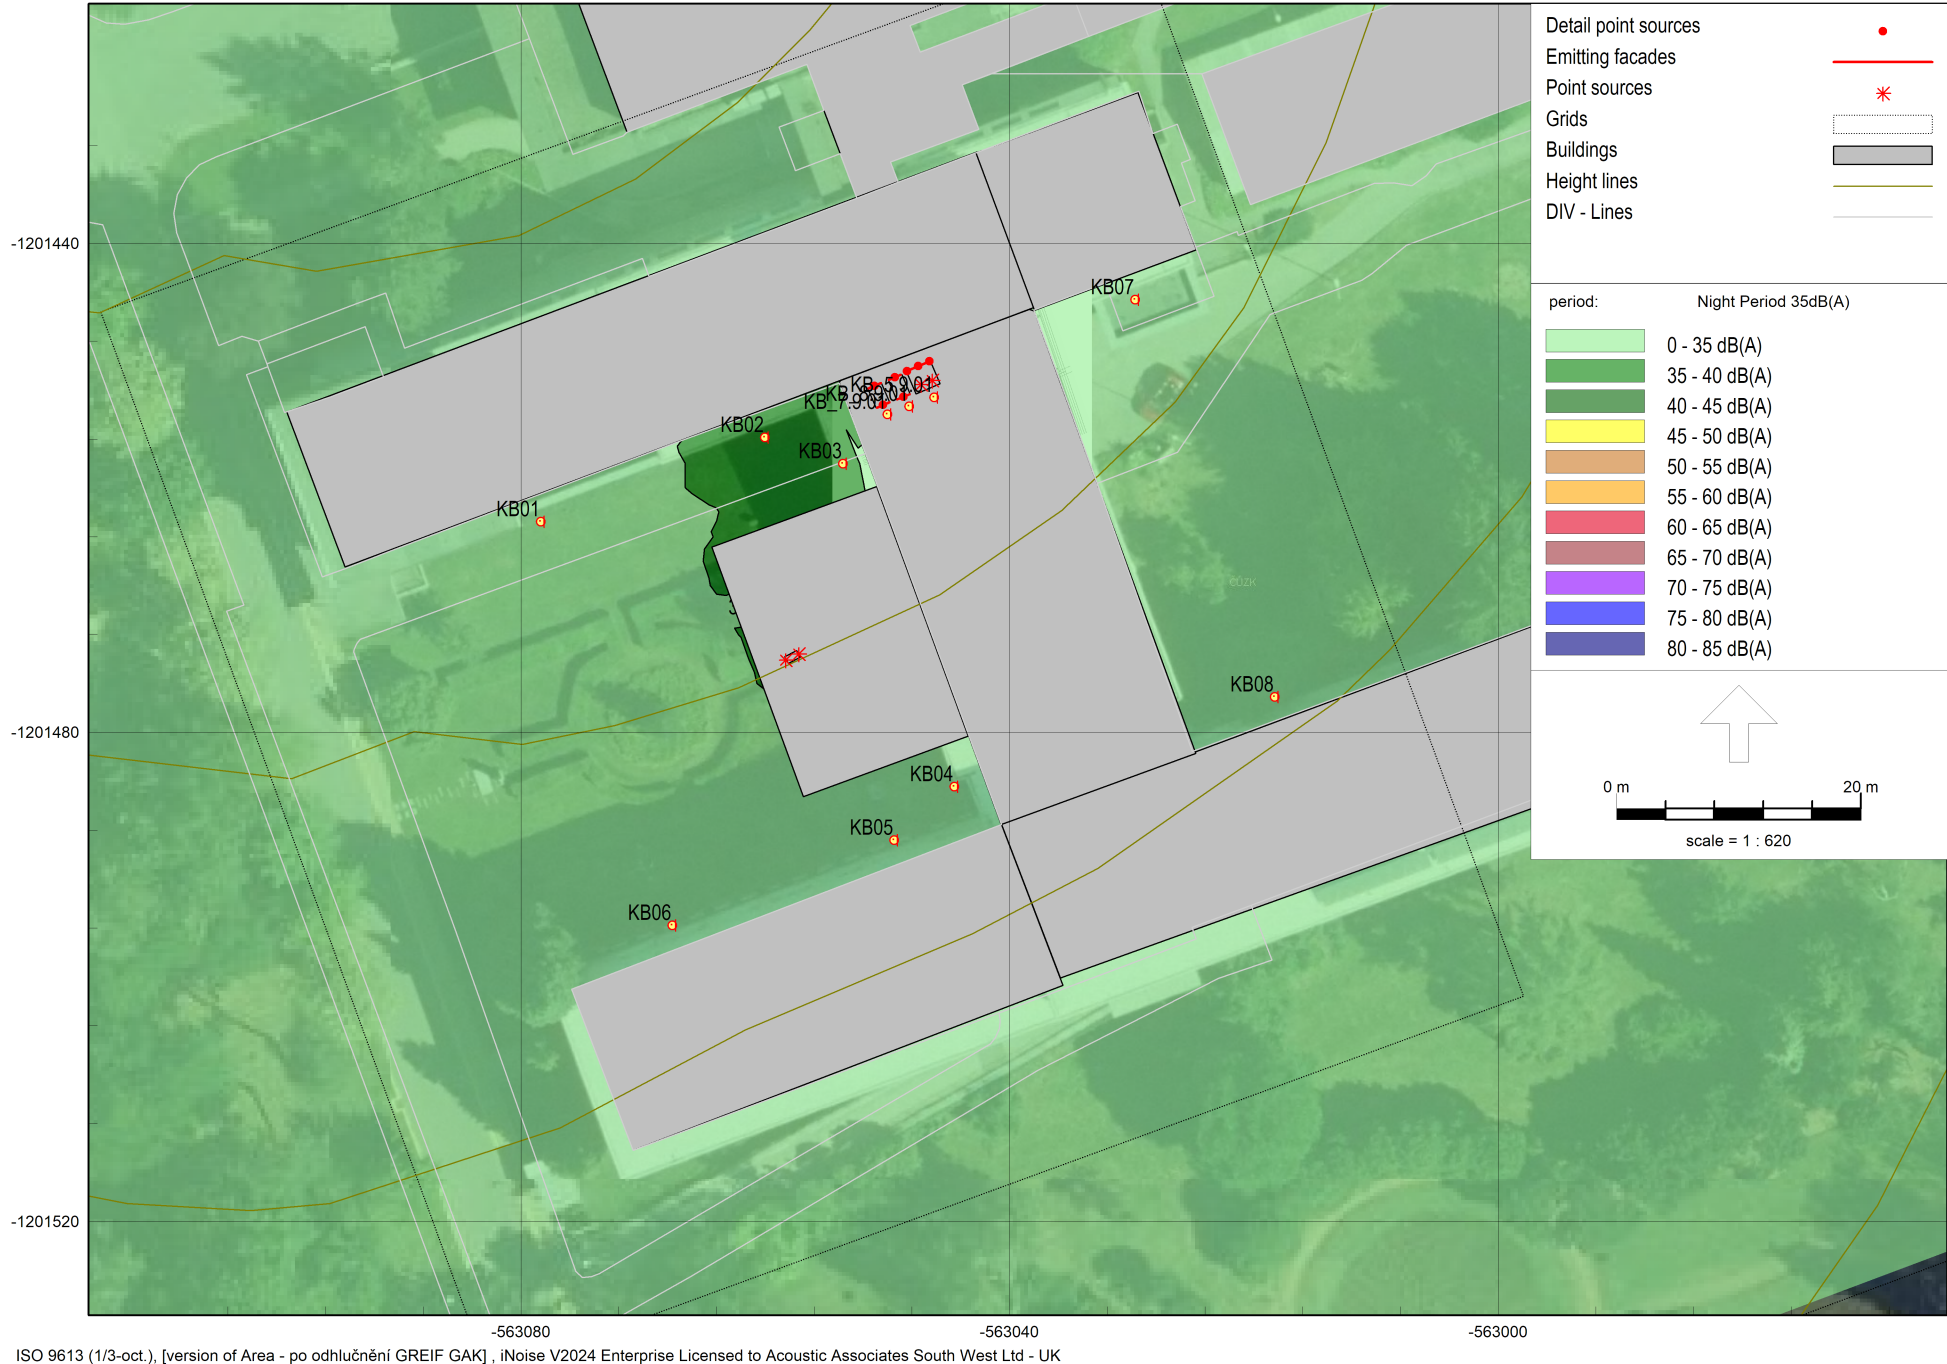 Detail point sources
Emitting facades
Point sources
Grids
Buildings
Height lines
DIV - Lines
period: Night Period 35dB(A)
0 - 35 dB(A)
35 - 40 dB(A)
40 - 45 dB(A)
45 - 50 dB(A)
50 - 55 dB(A)
55 - 60 dB(A)
60 - 65 dB(A)
65 - 70 dB(A)
70 - 75 dB(A)
75 - 80 dB(A)
80 - 85 dB(A)
0 m 20 m
scale = 1 : 620
-1201440
-1201480
-1201520
KB07
KB_7.9.01
KB02
KB03
KB01
ČÚZK
KB08
KB04
KB05
KB06
-563080 -563040 -563000
ISO 9613 (1/3-oct.), [version of Area - po odhlučnění GREIF GAK] , iNoise V2024 Enterprise Licensed to Acoustic Associates South West Ltd - UK